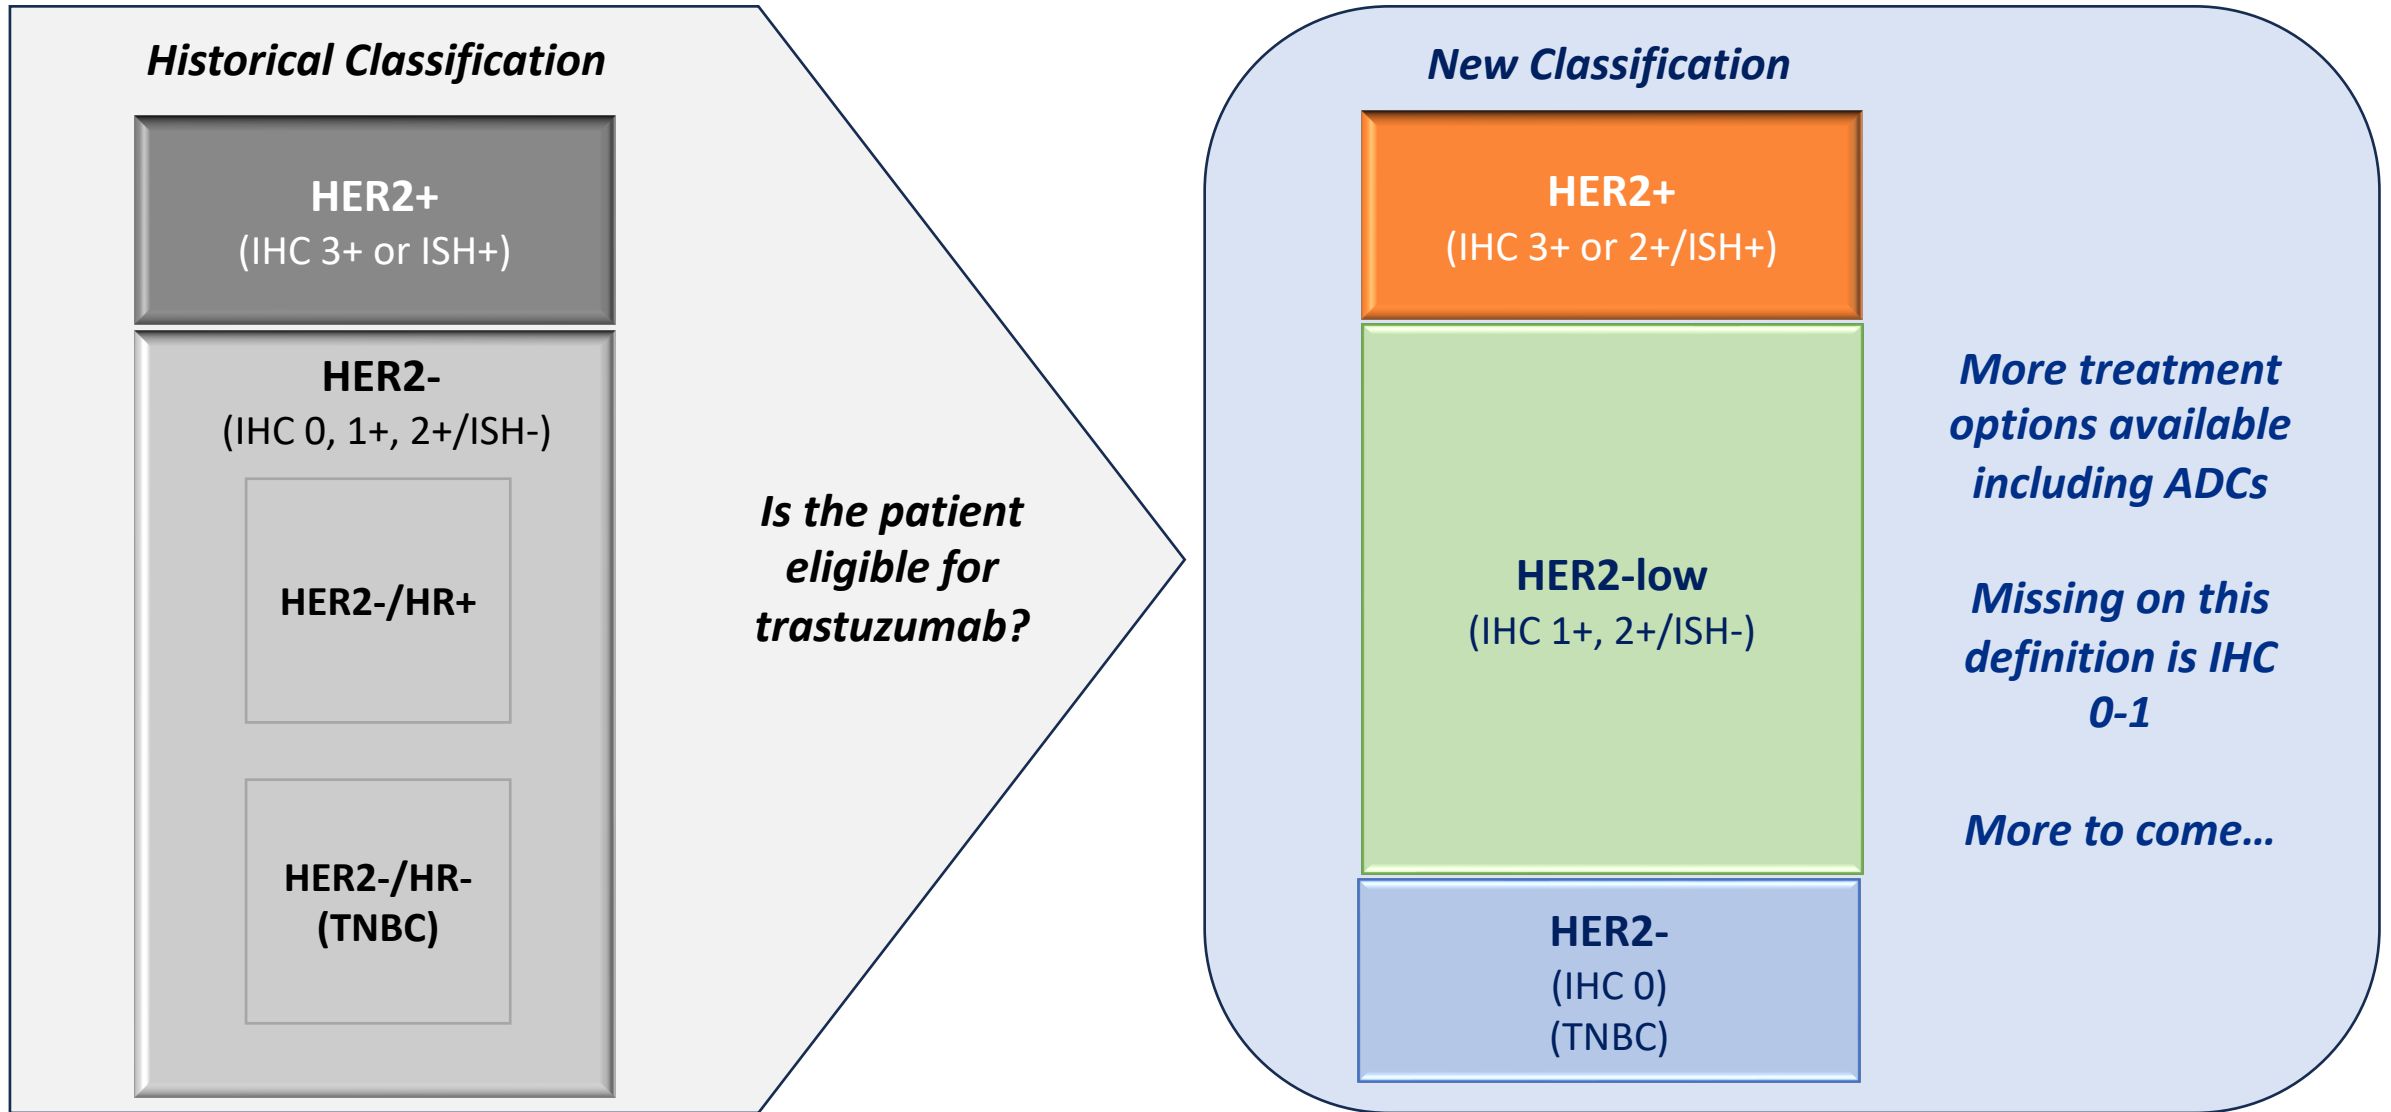 Historical Classification
HER2+
(IHC 3+ or ISH+)
HER2-
(IHC 0, 1+, 2+/ISH-)
HER2-/HR+
HER2-/HR-
(TNBC)
Is the patient
eligible for
trastuzumab?
New Classification
HER2+
(IHC 3+ or 2+/ISH+)
HER2-low
(IHC 1+, 2+/ISH-)
HER2-
(IHC 0)
(TNBC)
More treatment
options available
including ADCs
Missing on this
definition is IHC
0-1
More to come…